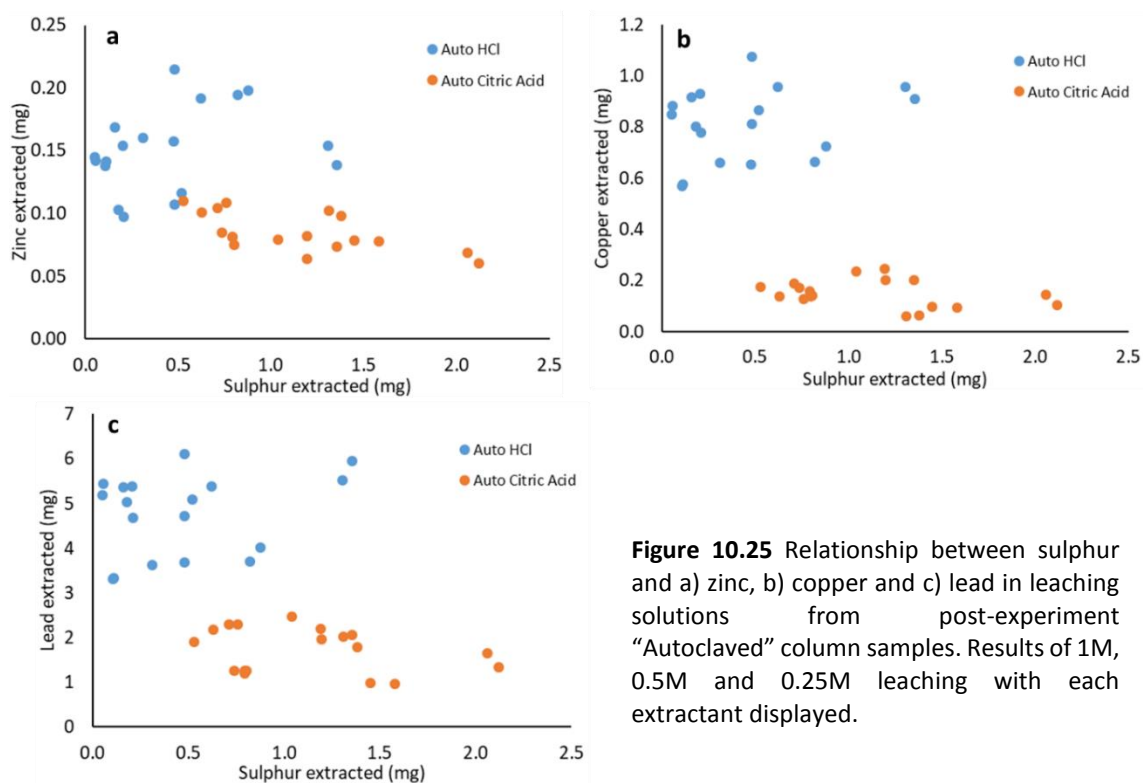 a
Auto HCl
Auto Citric Acid
Zinc extracted (mg)
0.25
0.20
0.15
0.10
0.05
0.00
0.0 0.5 1.0 1.5 2.0 2.5
Sulphur extracted (mg)
b
Auto HCl
Auto Citric Acid
Copper extracted (mg)
1.2
1.0
0.8
0.6
0.4
0.2
0.0
0.0 0.5 1.0 1.5 2.0 2.5
Sulphur extracted (mg)
c
Auto HCl
Auto Citric Acid
Lead extracted (mg)
7
6
5
4
3
2
1
0
0.0 0.5 1.0 1.5 2.0 2.5
Sulphur extracted (mg)
Figure 10.25 Relationship between sulphur
and a) zinc, b) copper and c) lead in leaching
solutions from post-experiment
“Autoclaved” column samples. Results of 1M,
0.5M and 0.25M leaching with each
extractant displayed.